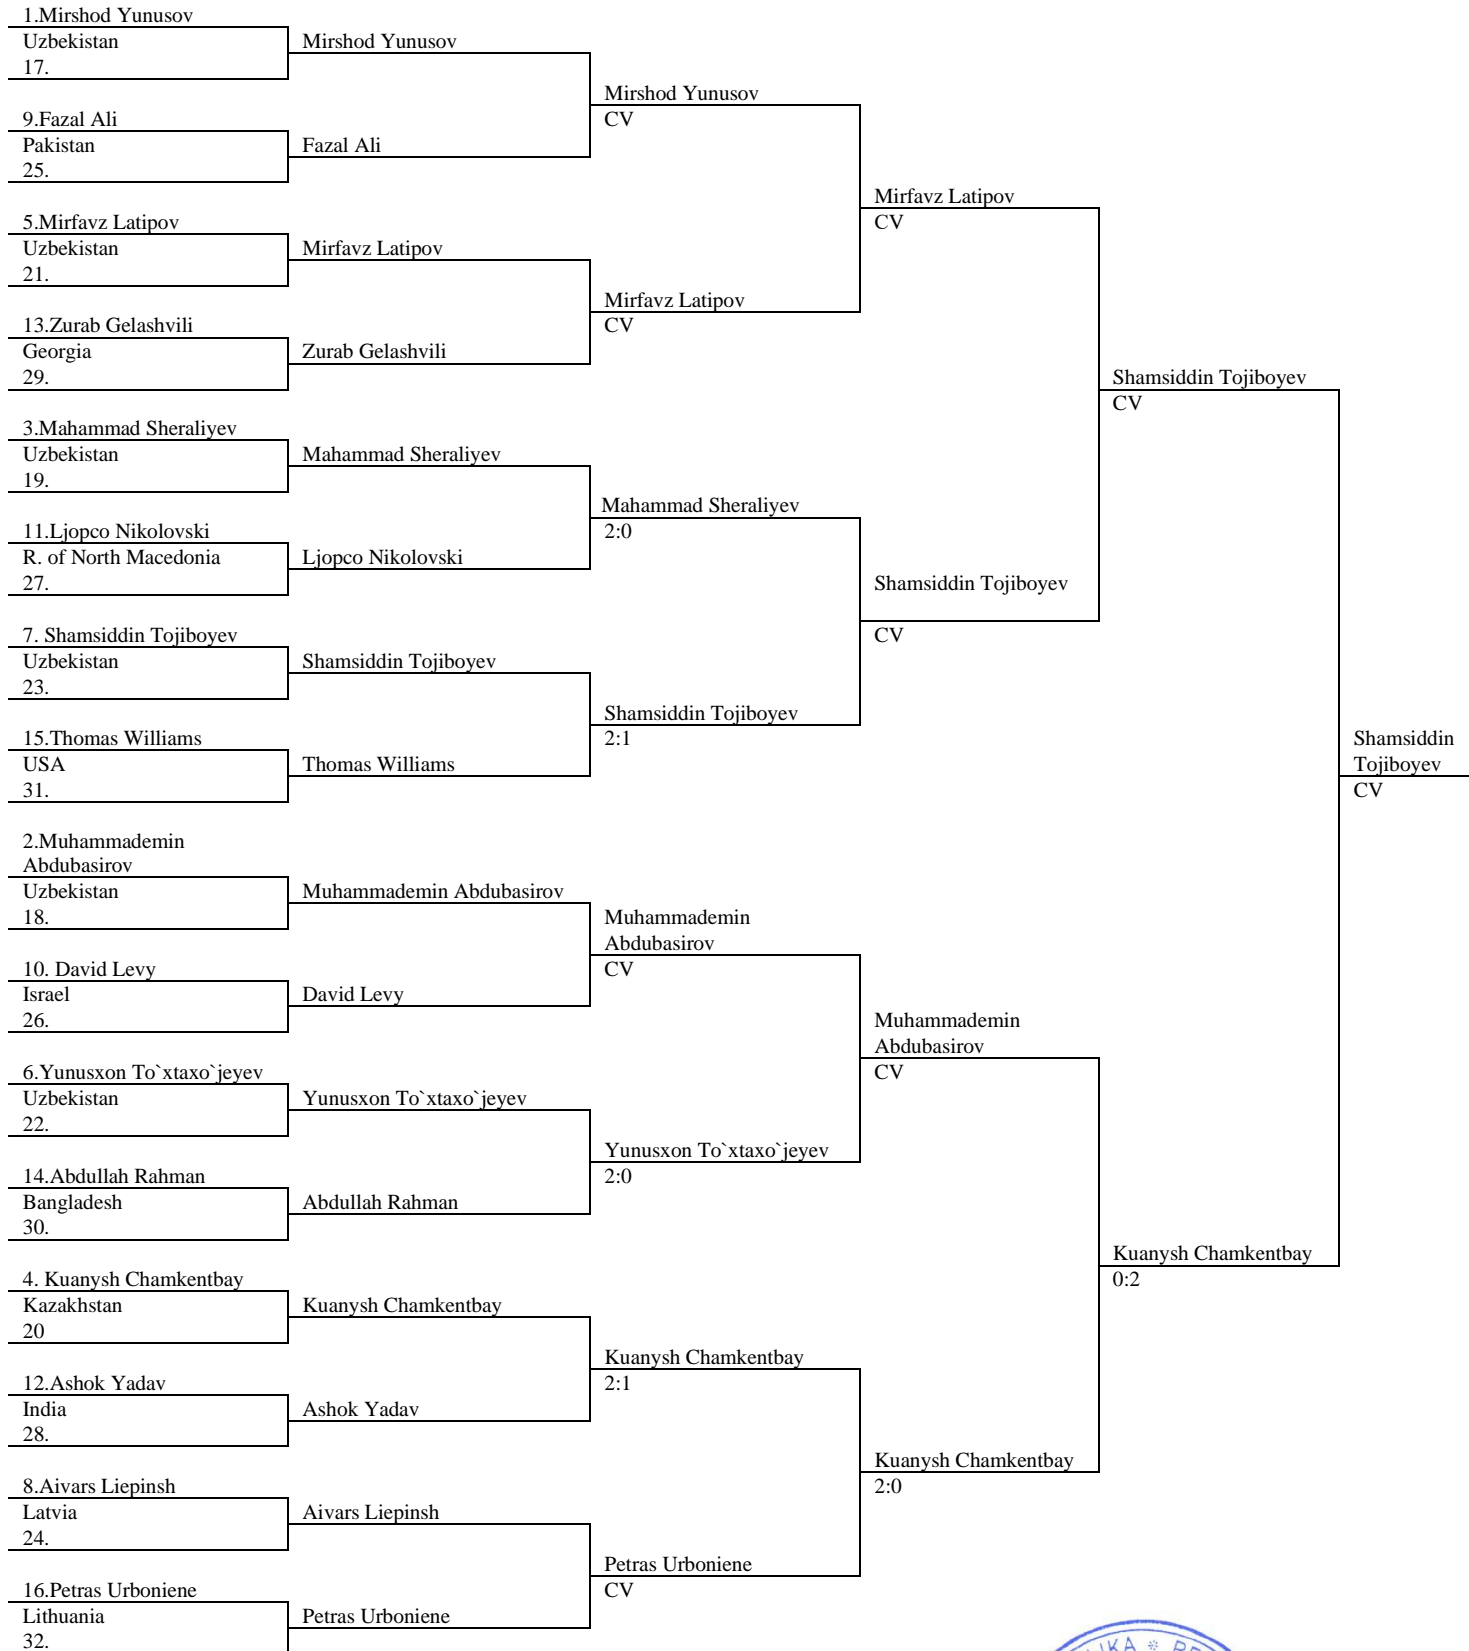 1.Mirshod Yunusov
Uzbekistan
17.
9.Fazal Ali
Pakistan
25.
5.Mirfavz Latipov
Uzbekistan
21.
13.Zurab Gelashvili
Georgia
29.
3.Mahammad Sheraliyev
Uzbekistan
19.
11.Ljopco Nikolovski
R. of North Macedonia
27.
7. Shamsiddin Tojiboyev
Uzbekistan
23.
15.Thomas Williams
USA
31.
2.Muhammademin
Abdubasirov
Uzbekistan
18.
10. David Levy
Israel
26.
6.Yunusxon To`xtaxo`jeyev
Uzbekistan
22.
14.Abdullah Rahman
Bangladesh
30.
4. Kuanysh Chamkentbay
Kazakhstan
20
12.Ashok Yadav
India
28.
8.Aivars Liepinsh
Latvia
24.
16.Petras Urboniene
Lithuania
32.
Mirshod Yunusov
Fazal Ali
Mirfavz Latipov
Zurab Gelashvili
Mahammad Sheraliyev
Ljopco Nikolovski
Shamsiddin Tojiboyev
Thomas Williams
Muhammademin Abdubasirov
David Levy
Yunusxon To`xtaxo`jeyev
Abdullah Rahman
Kuanysh Chamkentbay
Ashok Yadav
Aivars Liepinsh
Petras Urboniene
Mirshod Yunusov
CV
Mirfavz Latipov
CV
Mahammad Sheraliyev
2:0
Shamsiddin Tojiboyev
2:1
Muhammademin
Abdubasirov
CV
Yunusxon To`xtaxo`jeyev
2:0
Kuanysh Chamkentbay
2:1
Petras Urboniene
CV
Mirfavz Latipov
CV
Shamsiddin Tojiboyev
CV
Muhammademin
Abdubasirov
CV
Kuanysh Chamkentbay
2:0
Shamsiddin Tojiboyev
CV
Kuanysh Chamkentbay
0:2
Shamsiddin
Tojiboyev
CV